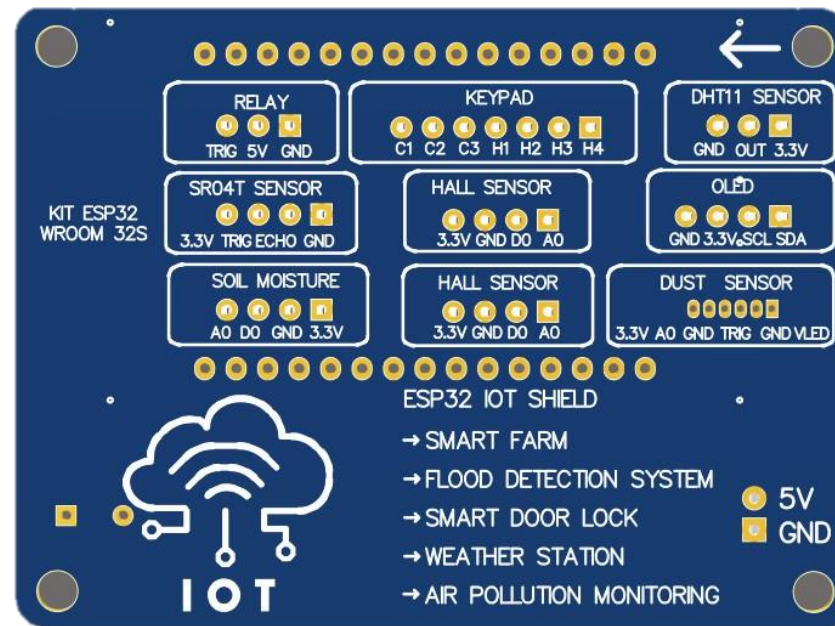 RELAY
TRIG 5V GND
KEYPAD
C1 C2 C3 H1 H2 H3 H4
DHT11 SENSOR
GND OUT 3.3V
KIT ESP32
WROOM 32S
SR04T SENSOR
3.3V TRIG ECHO GND
HALL SENSOR
3.3V GND D0 A0
OLED
GND 3.3V SCL SDA
SOIL MOISTURE
A0 D0 GND 3.3V
HALL SENSOR
3.3V GND D0 A0
DUST SENSOR
3.3V A0 GND TRIG GND VLED
ESP32 IOT SHIELD
→SMART FARM
→FLOOD DETECTION SYSTEM
→SMART DOOR LOCK
→WEATHER STATION
→AIR POLLUTION MONITORING
IOT
5V
GND